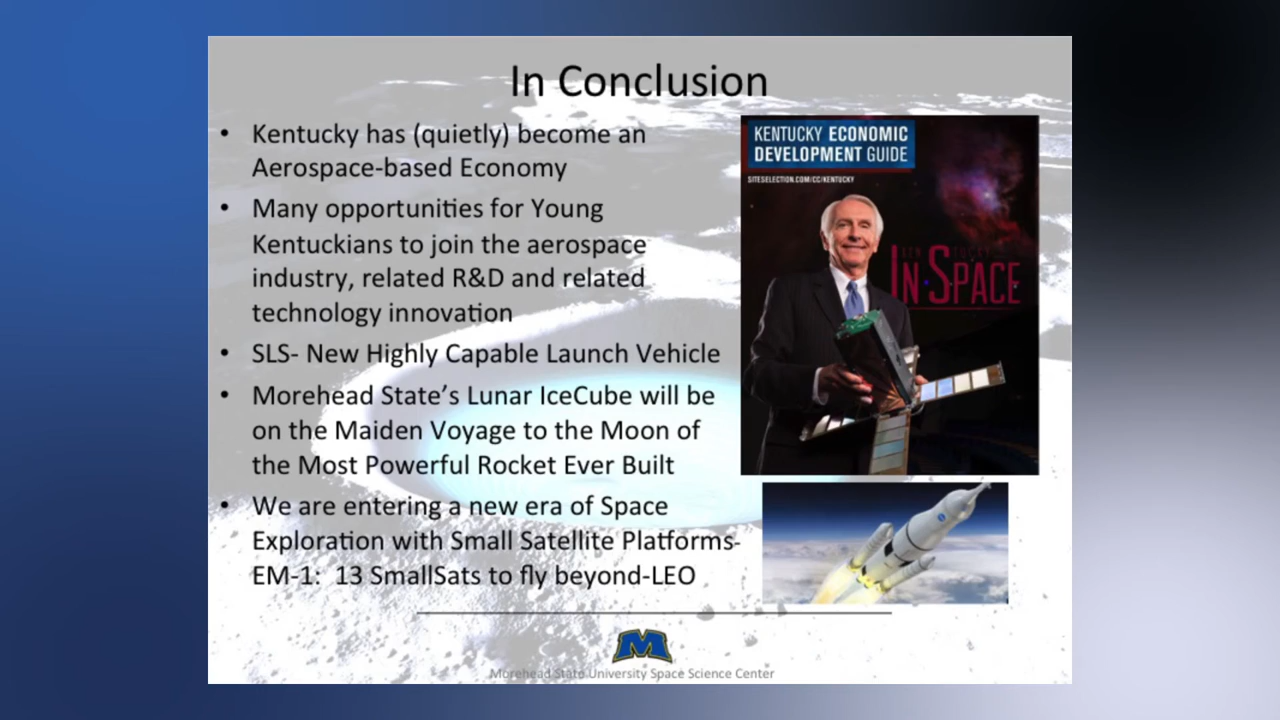 In Conclusion
• Kentucky has (quietly) become an
Aerospace-based Economy
• Many opportunities for Young
Kentuckians to join the aerospace
industry, related R&D and related
technology innovation
• SLS- New Highly Capable Launch Vehicle
• Morehead State's Lunar IceCube will be
on the Maiden Voyage to the Moon of
the Most Powerful Rocket Ever Built
• We are entering a new era of Space
Exploration with Small Satellite Platforms-
EM-1: 13 SmallSats to fly beyond-LEO
KENTUCKY ECONOMIC
DEVELOPMENT GUIDE
SITESELECTION.COM/CC/KENTUCKY
IN SPACE
M
Morehead State University Space Science Center